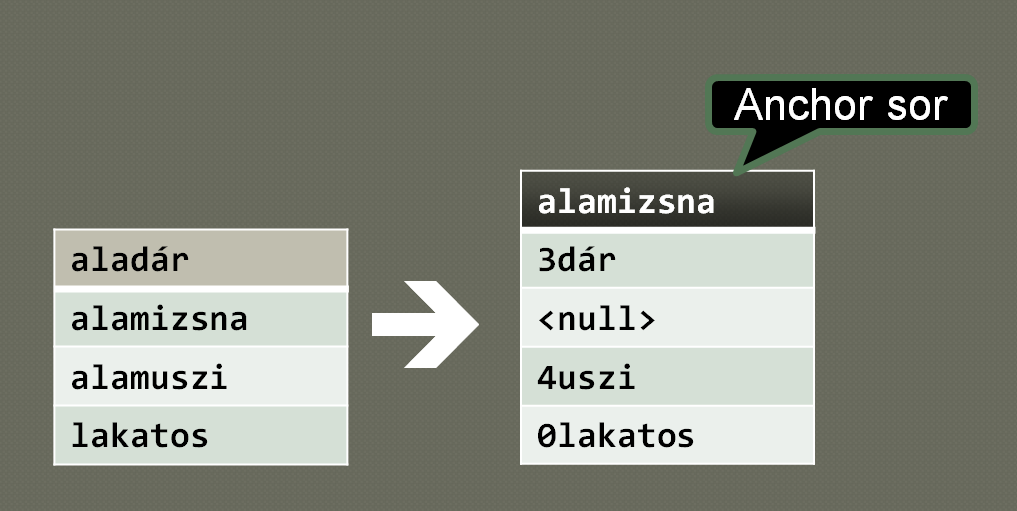 Anchor sor
aladár
alamizsna
alamuszi
lakatos
alamizsna
3dár
<null>
4uszi
0lakatos